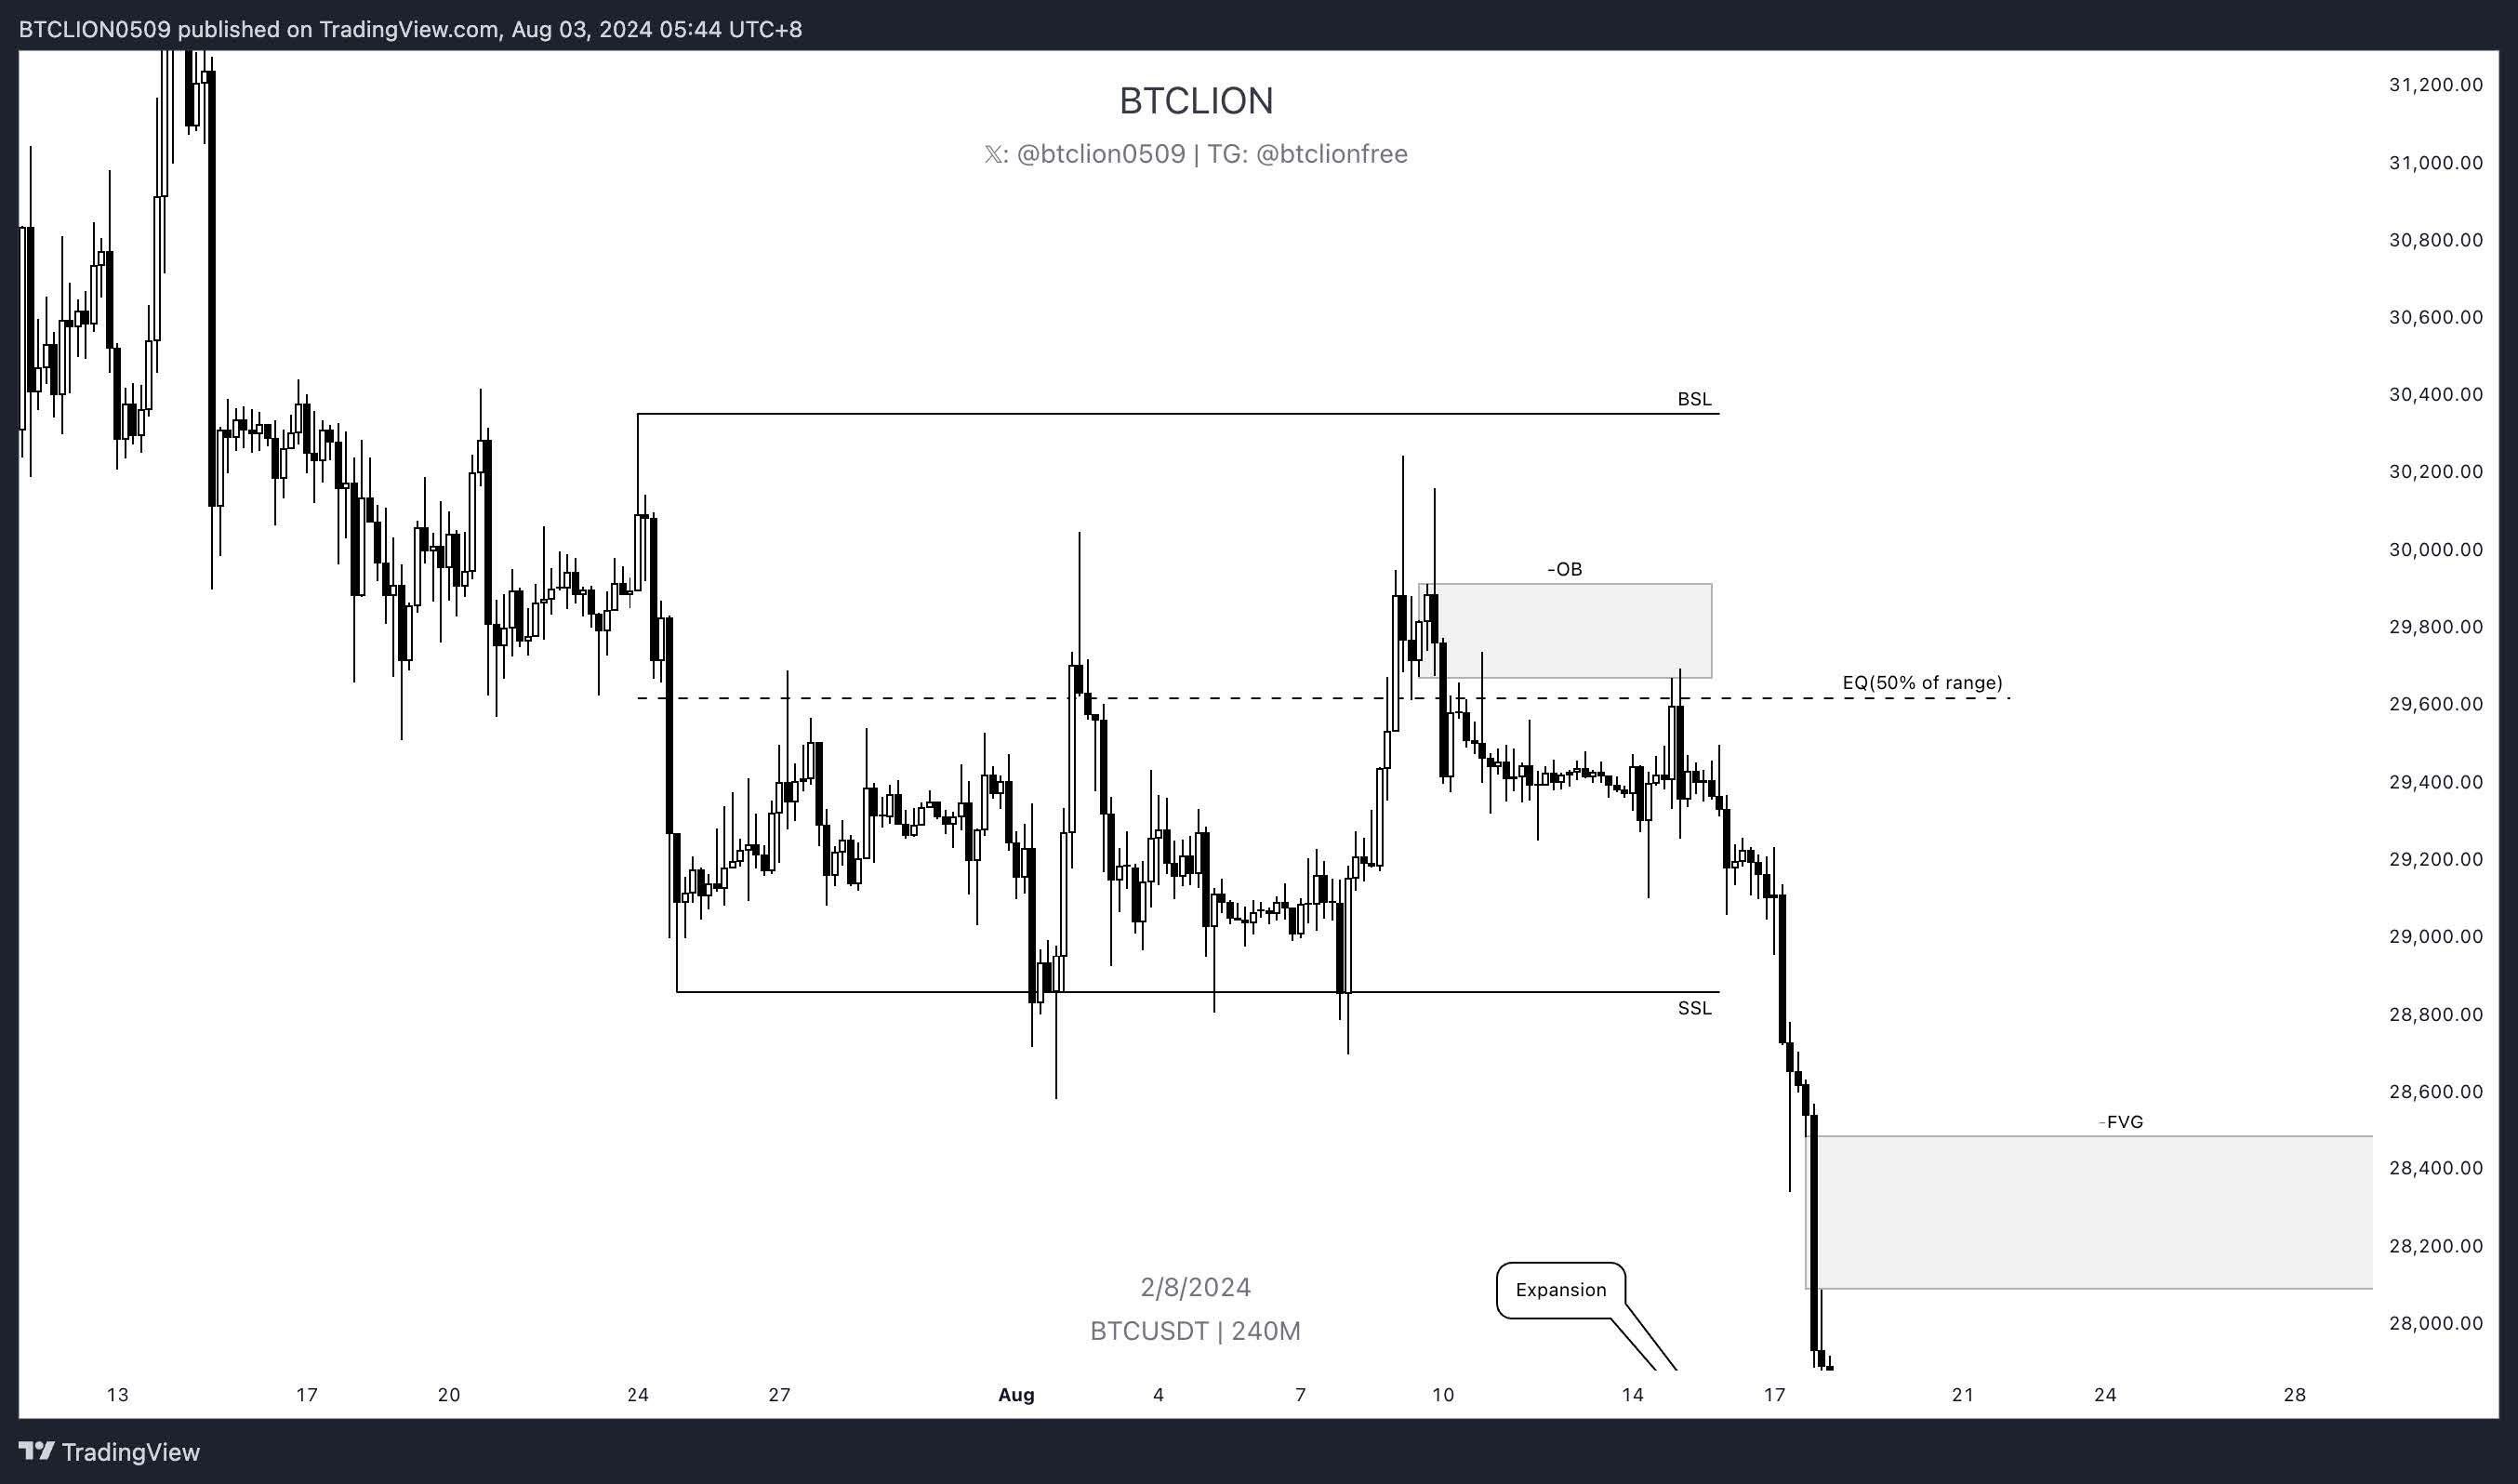 BTCLION0509 published on TradingView.com, Aug 03, 2024 05:44 UTC+8
BTCLION
𝕏: @btclion0509 | TG: @btclionfree
31,200.00
31,000.00
30,800.00
30,600.00
30,400.00
BSL
30,200.00
30,000.00
-OB
29,800.00
EQ(50% of range)
29,600.00
29,400.00
29,200.00
29,000.00
SSL
28,800.00
28,600.00
-FVG
28,400.00
28,200.00
2/8/2024
Expansion
BTCUSDT | 240M
28,000.00
13 17 20 24 27 Aug 4 7 10 14 17 21 24 28
TradingView